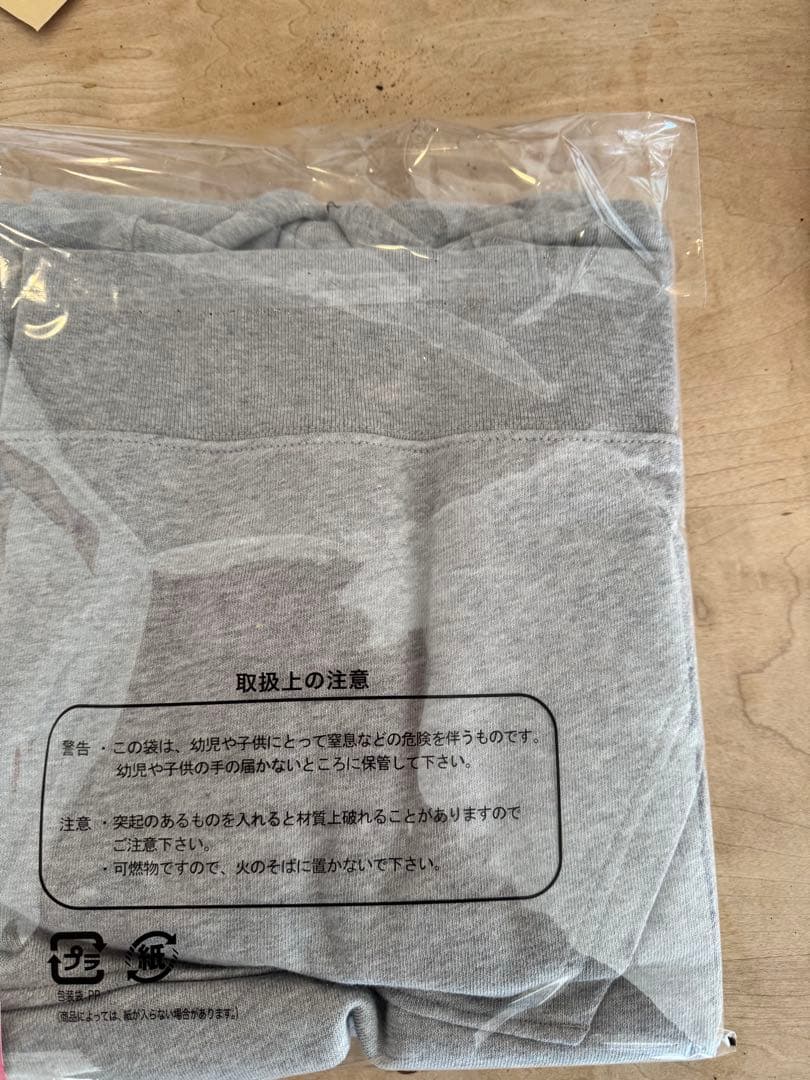 取扱上の注意
警告 ・この袋は、幼児や子供にとって窒息などの危険を伴うものです。
幼児や子供の手の届かないところに保管して下さい。
注意 ・突起のあるものを入れると材質上破れることがありますので
ご注意下さい。
・可燃物ですので、火のそばに置かないで下さい。
プラ 紙
包装袋 PP
(商品によっては、紙が入らない場合があります。)